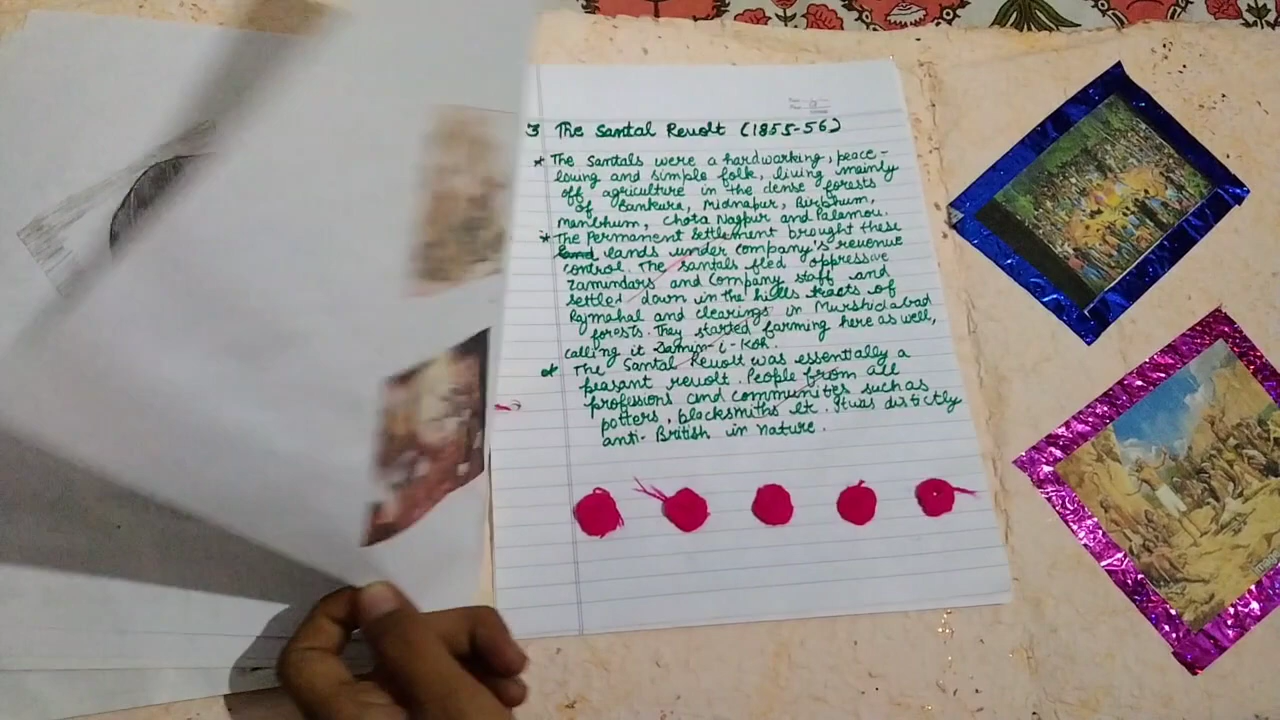 3 The Santal Revolt (1855-56)
* The Santals were a hardworking, peace-
loving and simple folk, living mainly
off agriculture in the dense forests
of Bankura, Midnapur, Birbhum,
manbhum, Chota Nagpur and Palamou.
* The Permanent Settlement brought these
land lands under company's revenue
control. The santals fled oppressive
zamindars and company staff and
settled down in the hills tracts of
Rajmahal and clearings in Murshidabad
forests. They started farming here as well,
calling it Zamin-i-Koh.
* The Santal Revolt was essentially a
peasant revolt. People from all
professions and communities such as
potters, blacksmiths etc. It was distictly
anti-British in nature.